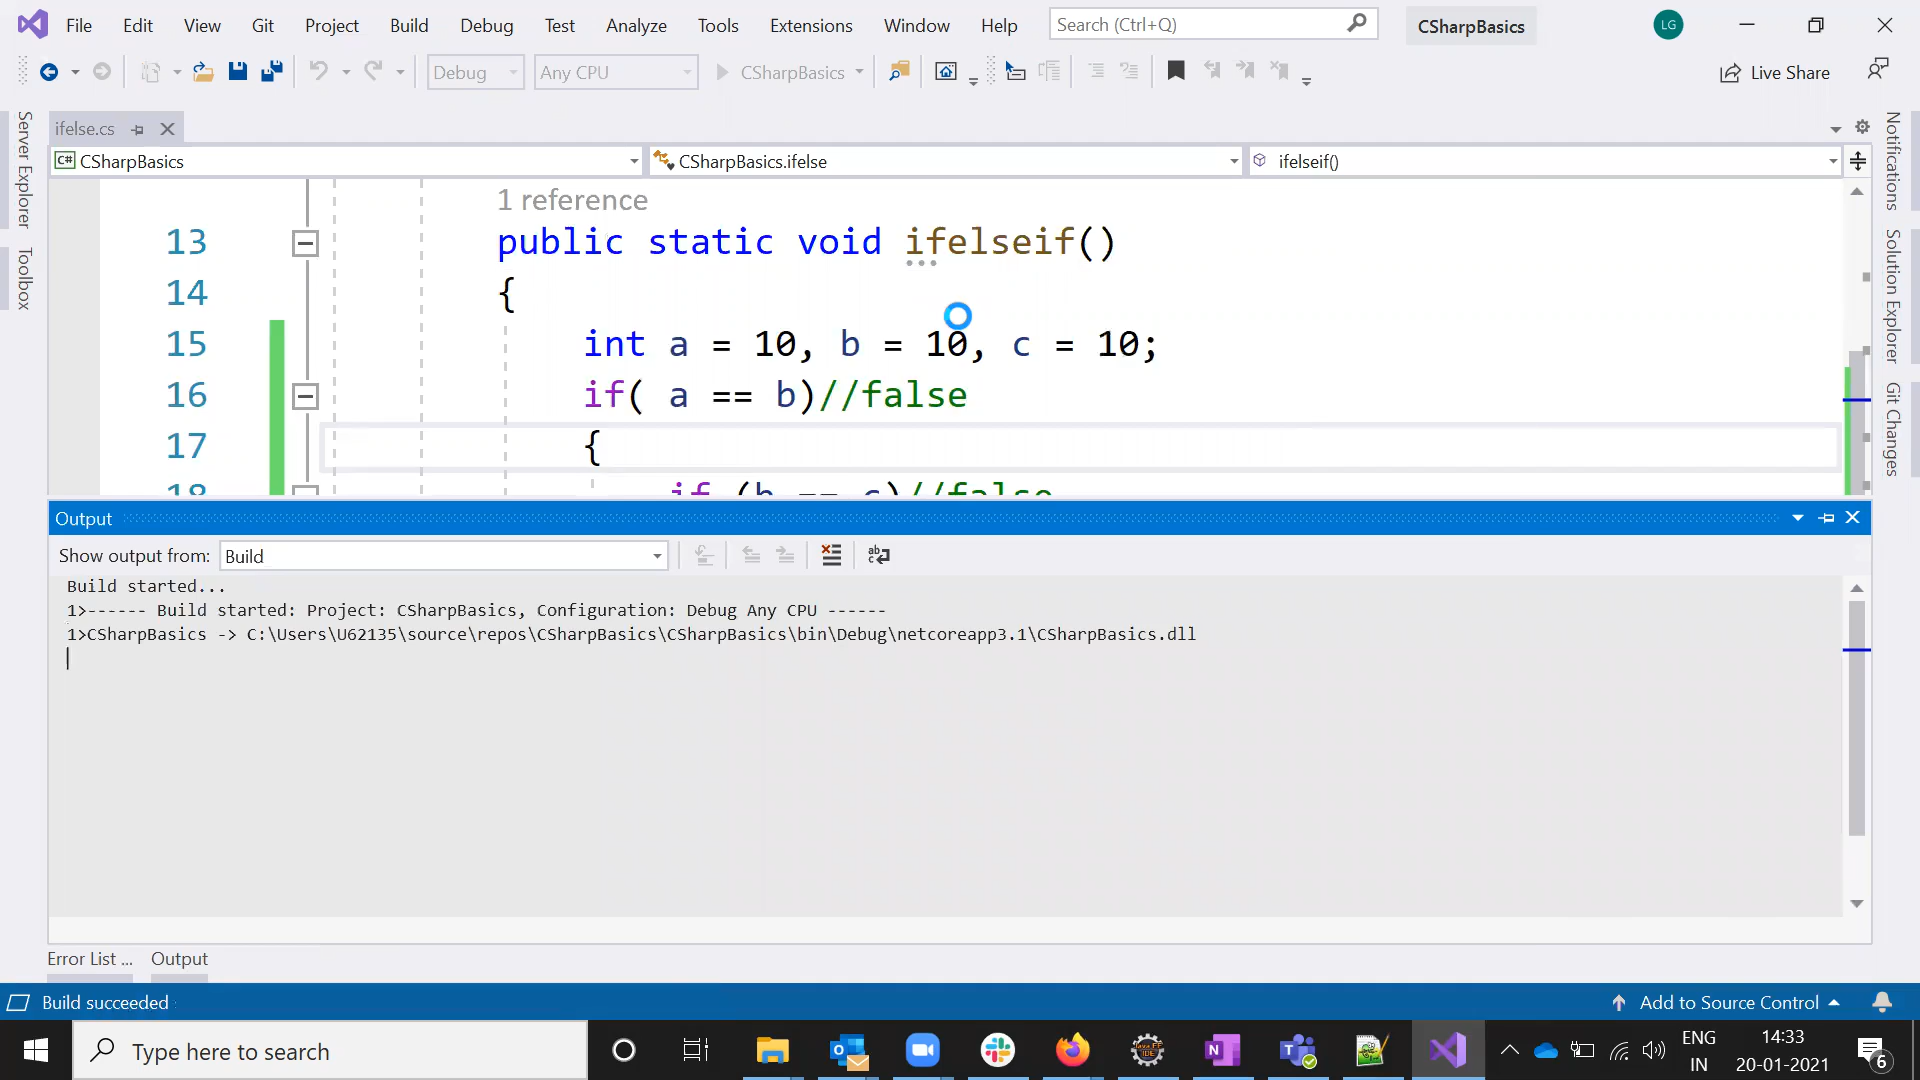 File Edit View Git Project Build Debug Test Analyze Tools Extensions Window Help Search (Ctrl+Q) CSharpBasics LG
Debug Any CPU CSharpBasics Live Share
Server Explorer
Toolbox
ifelse.cs
C# CSharpBasics CSharpBasics.ifelse ifelseif()
1 reference
13 public static void ifelseif()
14 {
15 int a = 10, b = 10, c = 10;
16 if( a == b)//false
17 {
18 if (b == c)//false
Notifications
Solution Explorer
Git Changes
Output
Show output from: Build
Build started...
1>------ Build started: Project: CSharpBasics, Configuration: Debug Any CPU ------
1>CSharpBasics -> C:\Users\U62135\source\repos\CSharpBasics\CSharpBasics\bin\Debug\netcoreapp3.1\CSharpBasics.dll
Error List ... Output
Build succeeded Add to Source Control
Type here to search
ENG
IN
14:33
20-01-2021
6